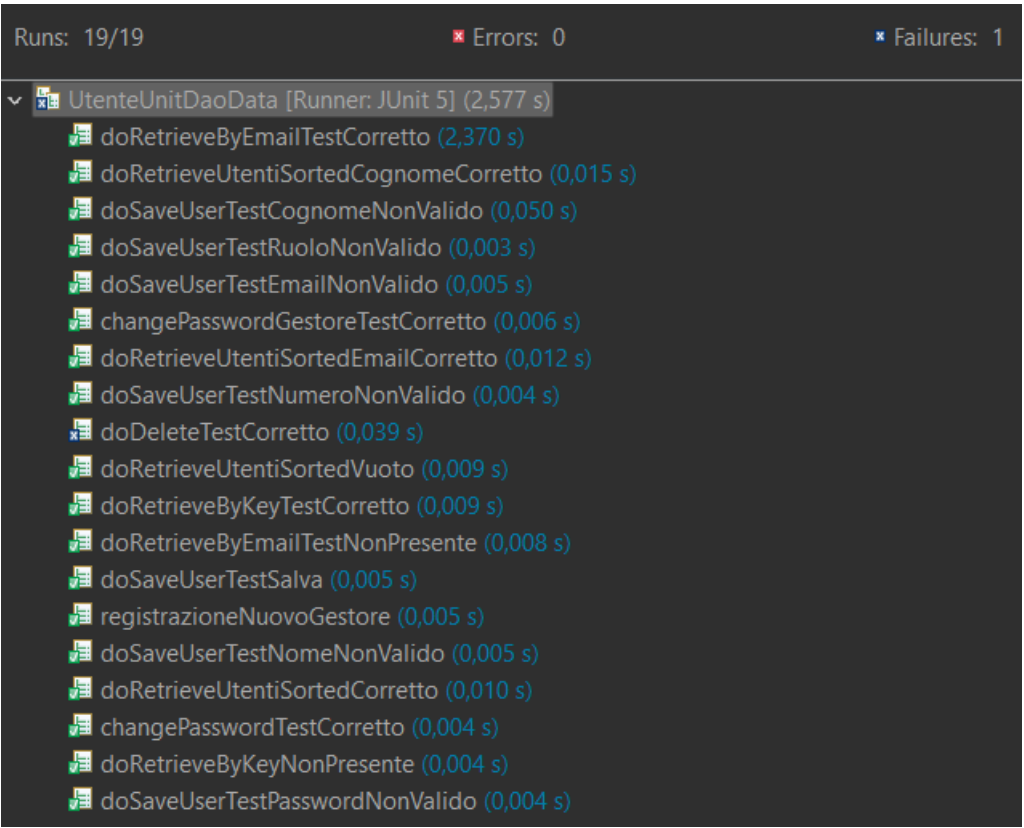 Runs: 19/19 Errors: 0 Failures: 1
UtenteUnitDaoData [Runner: JUnit 5] (2,577 s)
doRetrieveByEmailTestCorretto (2,370 s)
doRetrieveUtentiSortedCognomeCorretto (0,015 s)
doSaveUserTestCognomeNonValido (0,050 s)
doSaveUserTestRuoloNonValido (0,003 s)
doSaveUserTestEmailNonValido (0,005 s)
changePasswordGestoreTestCorretto (0,006 s)
doRetrieveUtentiSortedEmailCorretto (0,012 s)
doSaveUserTestNumeroNonValido (0,004 s)
doDeleteTestCorretto (0,039 s)
doRetrieveUtentiSortedVuoto (0,009 s)
doRetrieveByKeyTestCorretto (0,009 s)
doRetrieveByEmailTestNonPresente (0,008 s)
doSaveUserTestSalva (0,005 s)
registrazioneNuovoGestore (0,005 s)
doSaveUserTestNomeNonValido (0,005 s)
doRetrieveUtentiSortedCorretto (0,010 s)
changePasswordTestCorretto (0,004 s)
doRetrieveByKeyNonPresente (0,004 s)
doSaveUserTestPasswordNonValido (0,004 s)